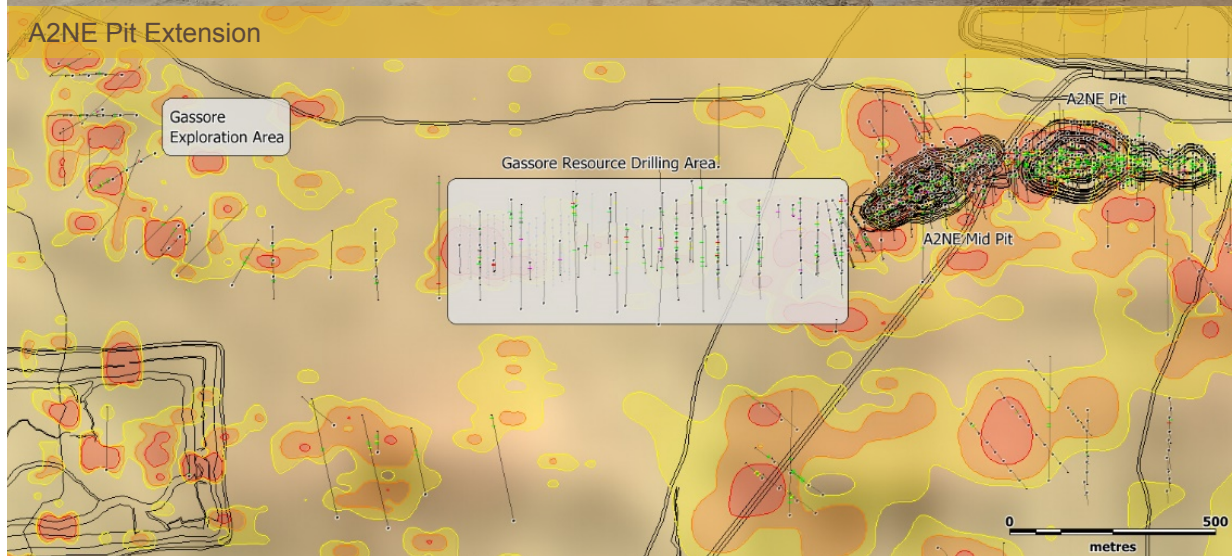 A2NE Pit Extension
Gassore
Exploration Area
A2NE Pit
Gassore Resource Drilling Area.
A2NE Mid Pit
0 500
metres